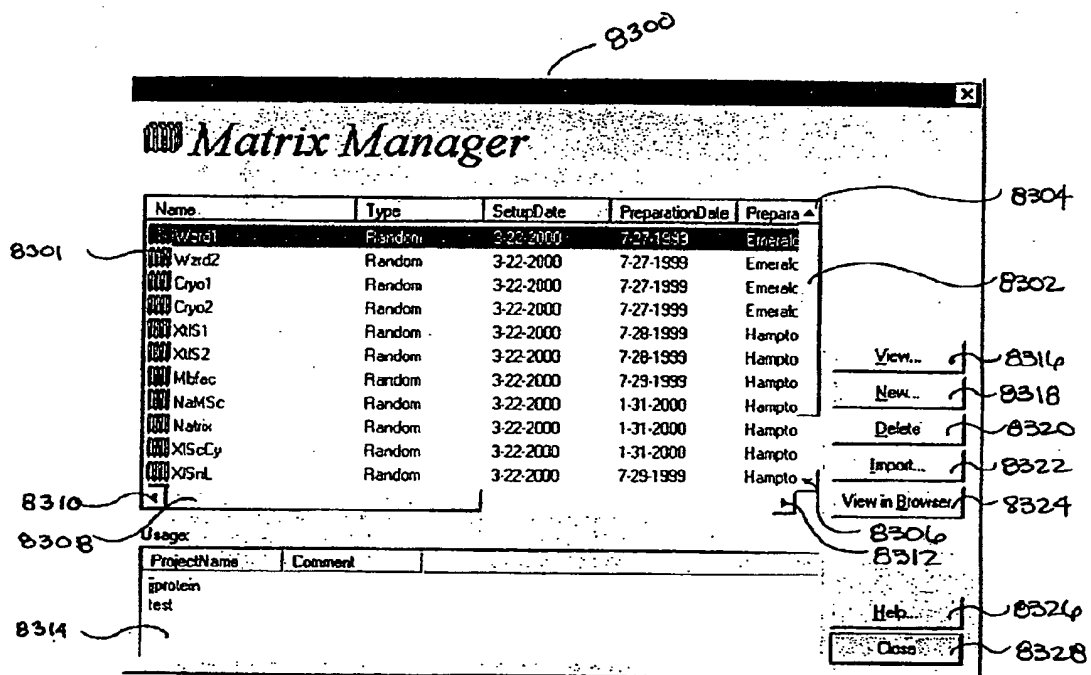 8300
Matrix Manager
Name Type SetupDate PreparationDate Prepara 8304
Wzrd1 Random 3-22-2000 7-27-1999 Emeralc
8301 Wzrd2 Random 3-22-2000 7-27-1999 Emeralc
Cryo1 Random 3-22-2000 7-27-1999 Emeralc 8302
Cryo2 Random 3-22-2000 7-27-1999 Emeralc
XtlS1 Random 3-22-2000 7-28-1999 Hampto
XtlS2 Random 3-22-2000 7-28-1999 Hampto View... 8316
Mbfac Random 3-22-2000 7-29-1999 Hampto
NaMSc Random 3-22-2000 1-31-2000 Hampto New... 8318
Natrix Random 3-22-2000 1-31-2000 Hampto Delete 8320
XlScCy Random 3-22-2000 1-31-2000 Hampto Import... 8322
XlSnL Random 3-22-2000 7-29-1999 Hampto
8310 View in Browser 8324
8308 8306
Usage: 8312
ProjectName Comment
protein
test Help... 8326
8314 Close 8328